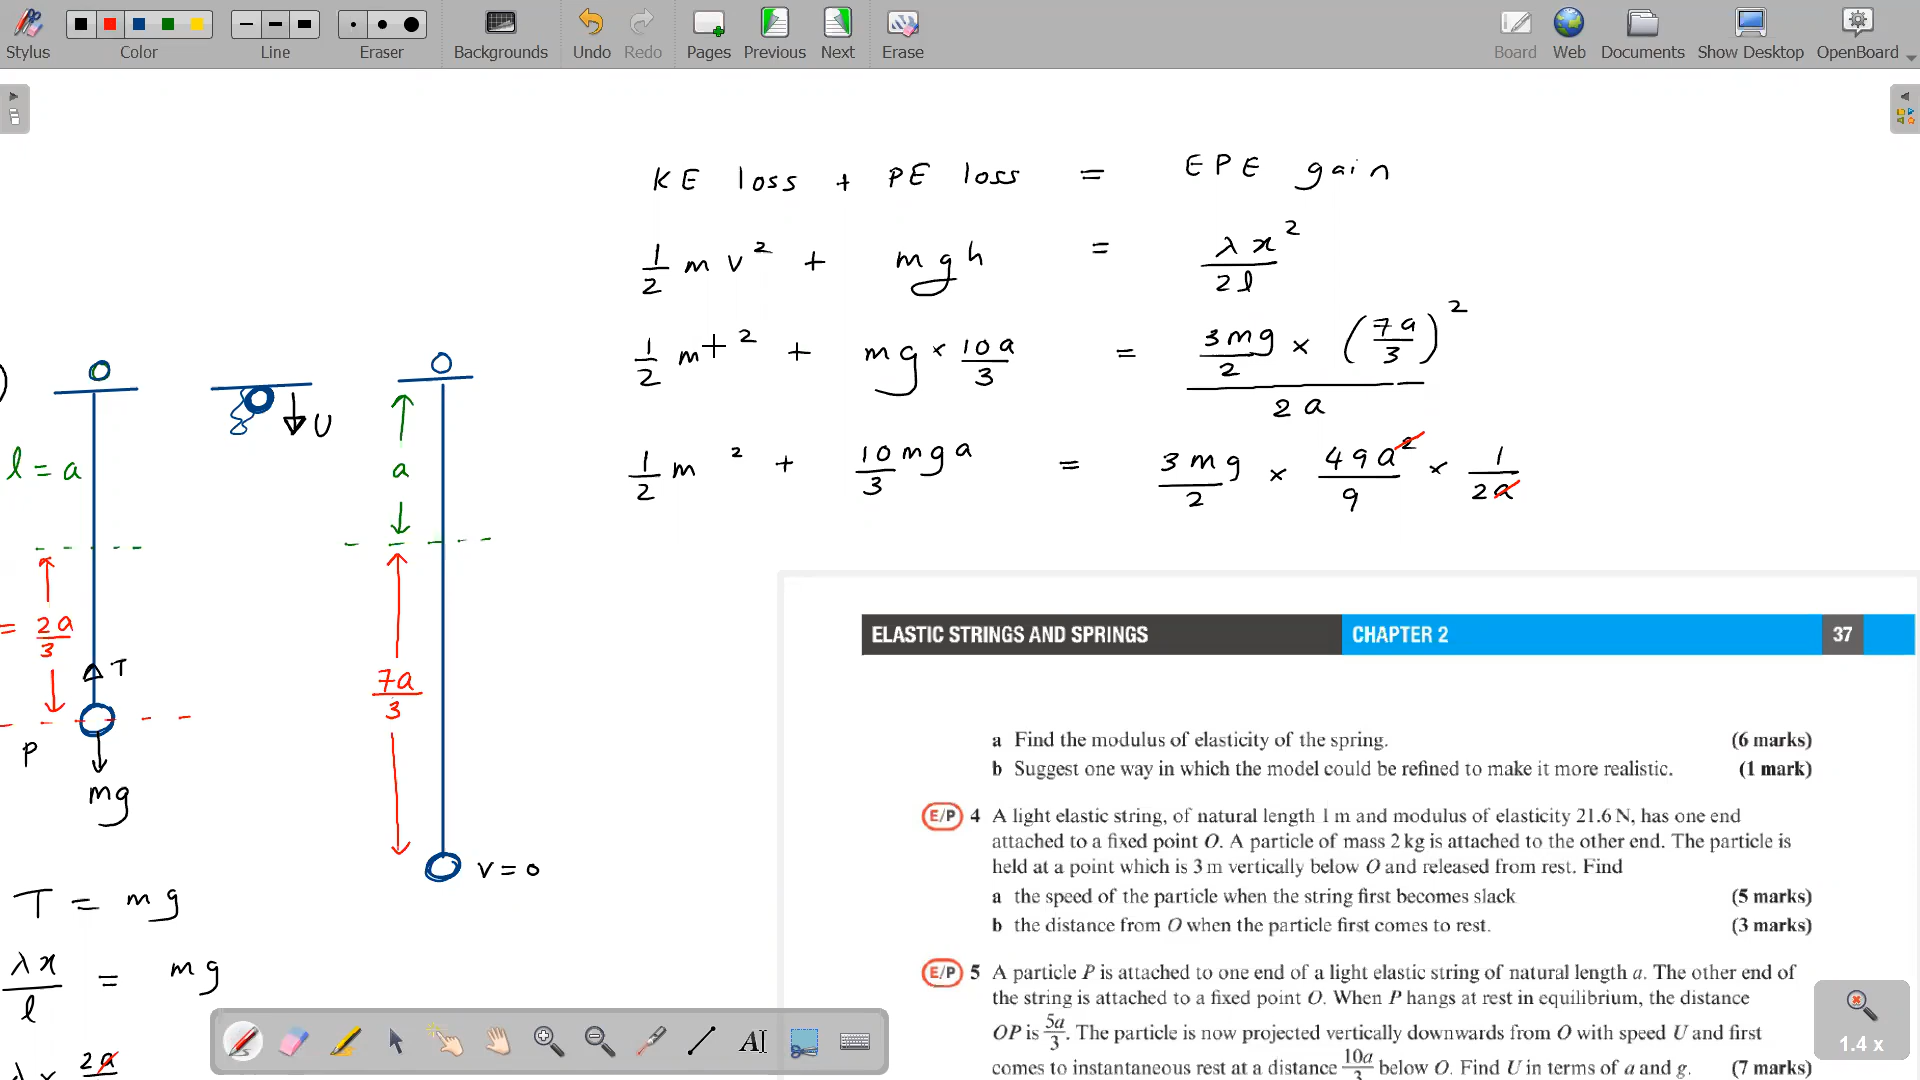 Stylus Color Line Eraser Backgrounds Undo Redo Pages Previous Next Erase Board Web Documents Show Desktop OpenBoard
KE loss + PE loss = EPE gain
1/2 m v² + mgh = λx²/2l
1/2 m ² + mg × 10a/3 = 3mg/2 × (7a/3)² / 2a
1/2 m ² + 10/3 mga = 3mg/2 × 49a²/9 × 1/2a
O
O
U
l = a
a
= 2a/3
T
7a/3
P
mg
v = 0
T = mg
λx/l = mg
2a
ELASTIC STRINGS AND SPRINGS CHAPTER 2 37
a Find the modulus of elasticity of the spring. (6 marks)
b Suggest one way in which the model could be refined to make it more realistic. (1 mark)
E/P 4 A light elastic string, of natural length 1 m and modulus of elasticity 21.6 N, has one end
attached to a fixed point O. A particle of mass 2 kg is attached to the other end. The particle is
held at a point which is 3 m vertically below O and released from rest. Find
a the speed of the particle when the string first becomes slack (5 marks)
b the distance from O when the particle first comes to rest. (3 marks)
E/P 5 A particle P is attached to one end of a light elastic string of natural length a. The other end of
the string is attached to a fixed point O. When P hangs at rest in equilibrium, the distance
OP is 5a/3. The particle is now projected vertically downwards from O with speed U and first
comes to instantaneous rest at a distance 10a/3 below O. Find U in terms of a and g. (7 marks)
1.4 x